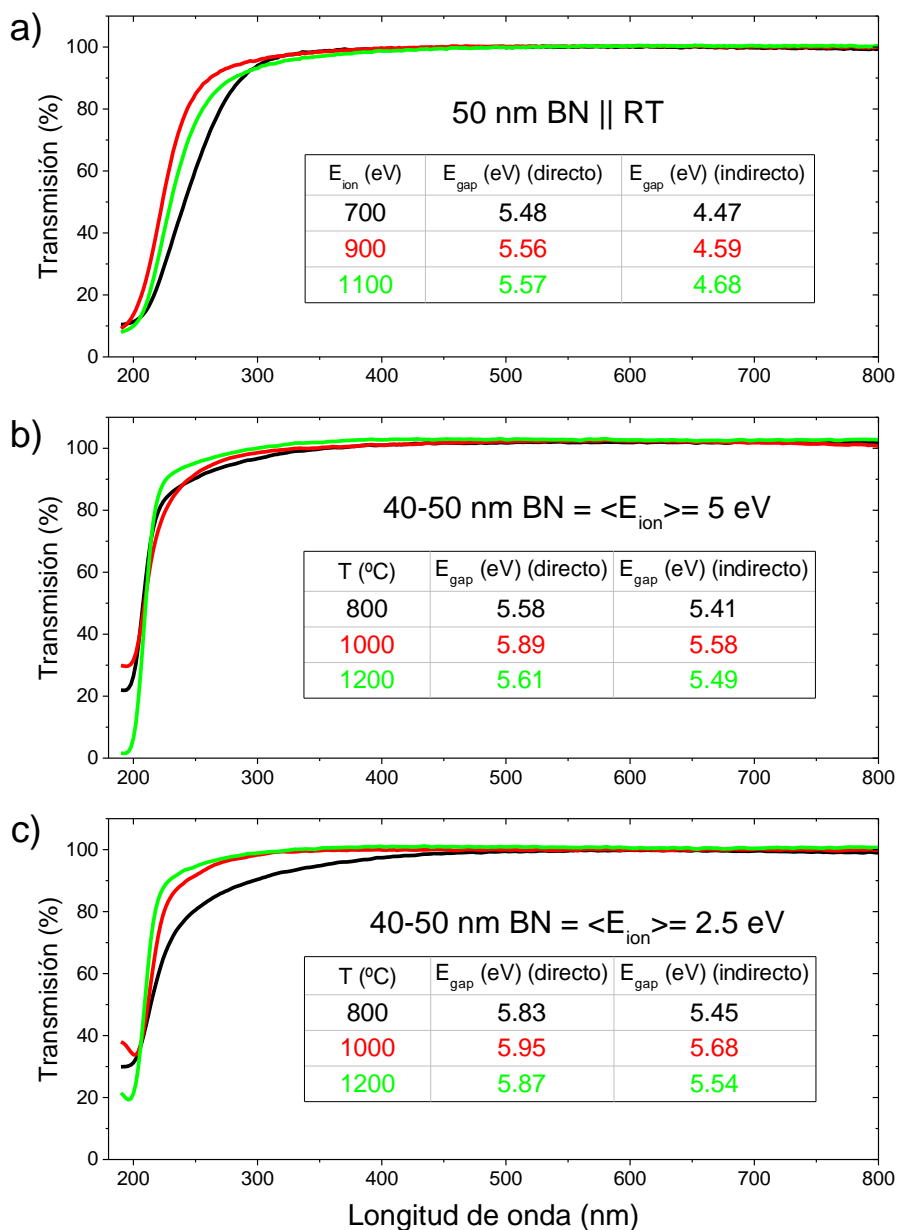 a)
Transmisión (%)
100
80
60
40
20
0
50 nm BN || RT
E_ion (eV) E_gap (eV) (directo) E_gap (eV) (indirecto)
700 5.48 4.47
900 5.56 4.59
1100 5.57 4.68
200 300 400 500 600 700 800
b)
Transmisión (%)
100
80
60
40
20
0
40-50 nm BN = <E_ion>= 5 eV
T (ºC) E_gap (eV) (directo) E_gap (eV) (indirecto)
800 5.58 5.41
1000 5.89 5.58
1200 5.61 5.49
200 300 400 500 600 700 800
c)
Transmisión (%)
100
80
60
40
20
0
40-50 nm BN = <E_ion>= 2.5 eV
T (ºC) E_gap (eV) (directo) E_gap (eV) (indirecto)
800 5.83 5.45
1000 5.95 5.68
1200 5.87 5.54
200 300 400 500 600 700 800
Longitud de onda (nm)